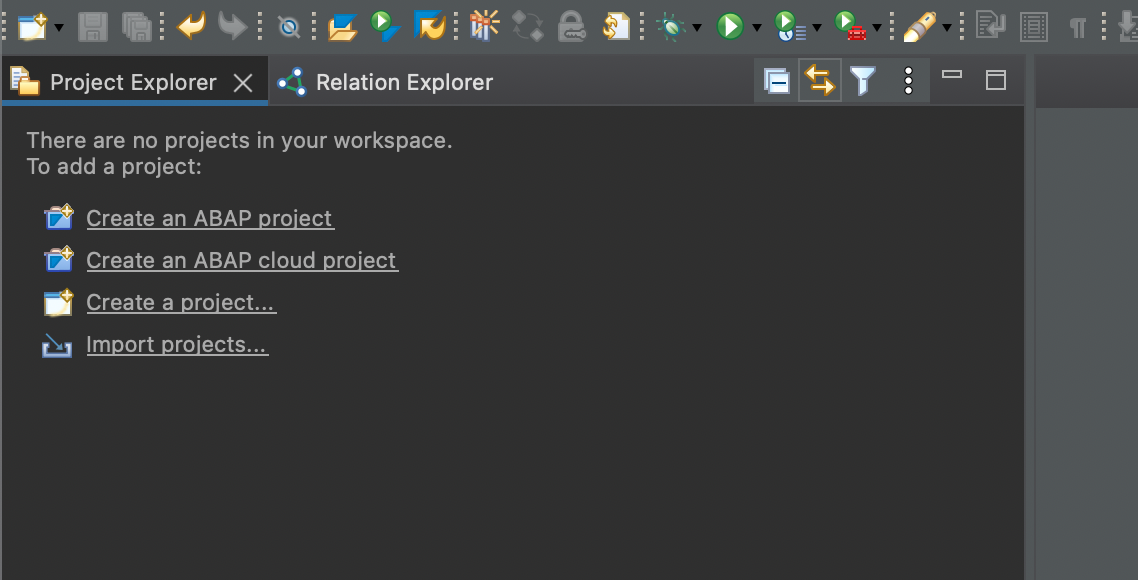 Project Explorer
Relation Explorer
There are no projects in your workspace.
To add a project:
Create an ABAP project
Create an ABAP cloud project
Create a project...
Import projects...